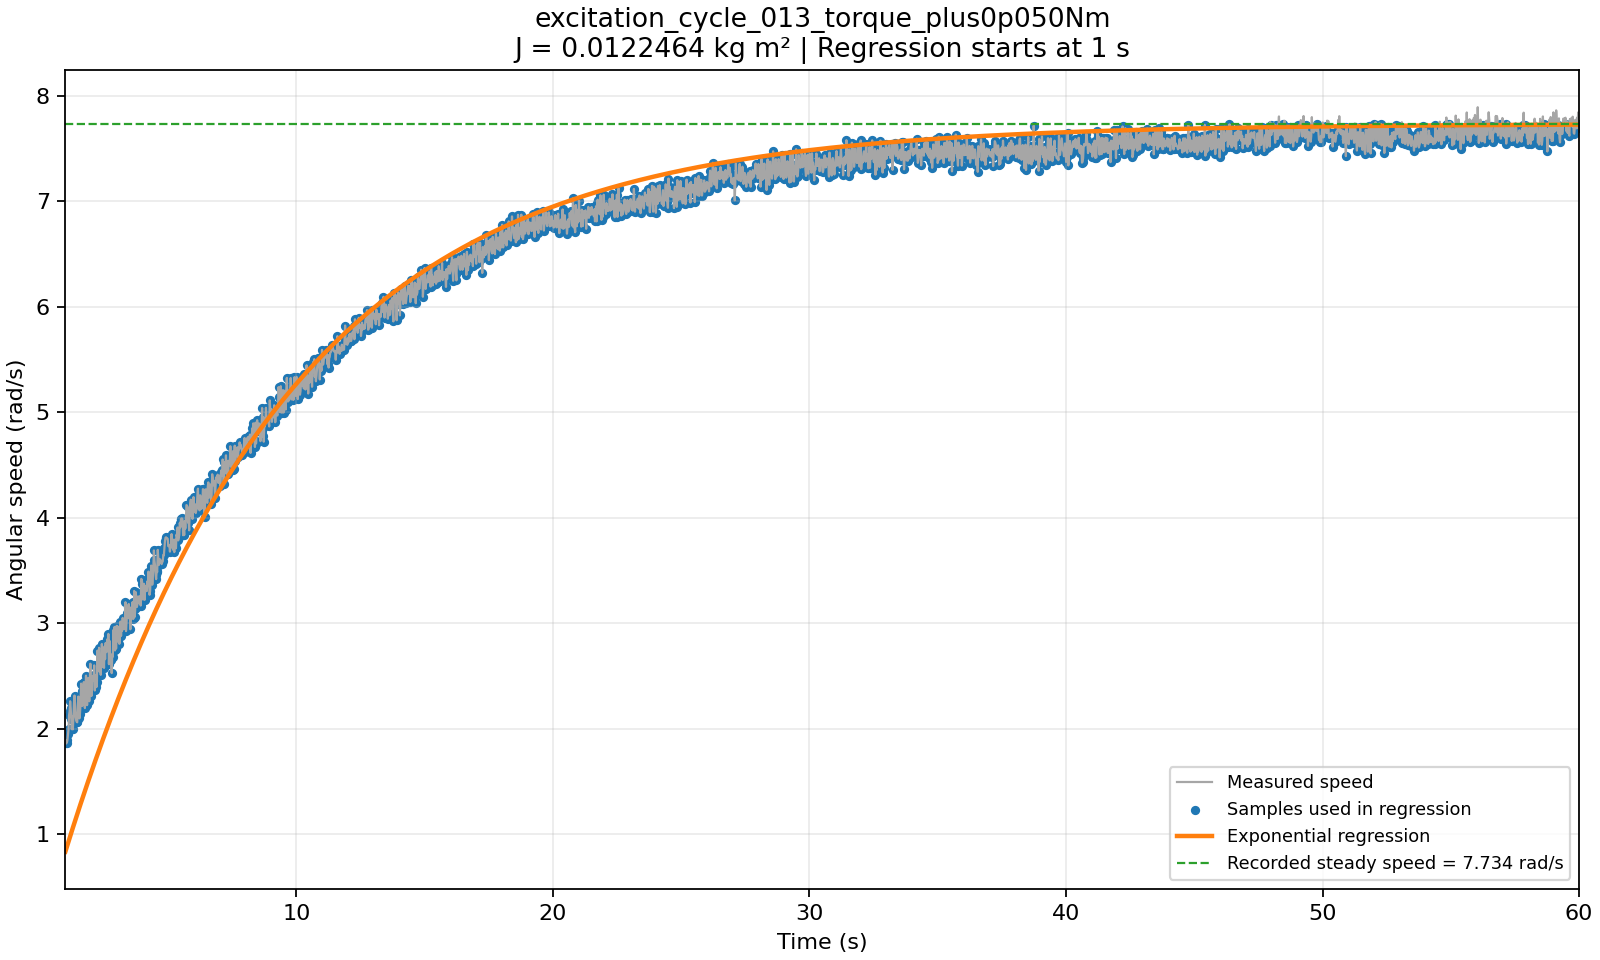 excitation_cycle_013_torque_plus0p050Nm
J = 0.0122464 kg m² | Regression starts at 1 s
Angular speed (rad/s)
8
7
6
5
4
3
2
1
Measured speed
Samples used in regression
Exponential regression
Recorded steady speed = 7.734 rad/s
10 20 30 40 50 60
Time (s)